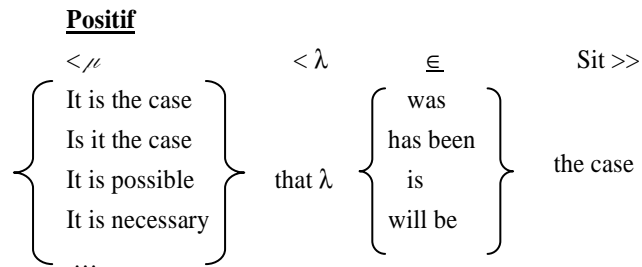 Positif
< 𝓅 < λ ∈ Sit >>
It is the case was
Is it the case has been
It is possible that λ is the case
It is necessary will be
...